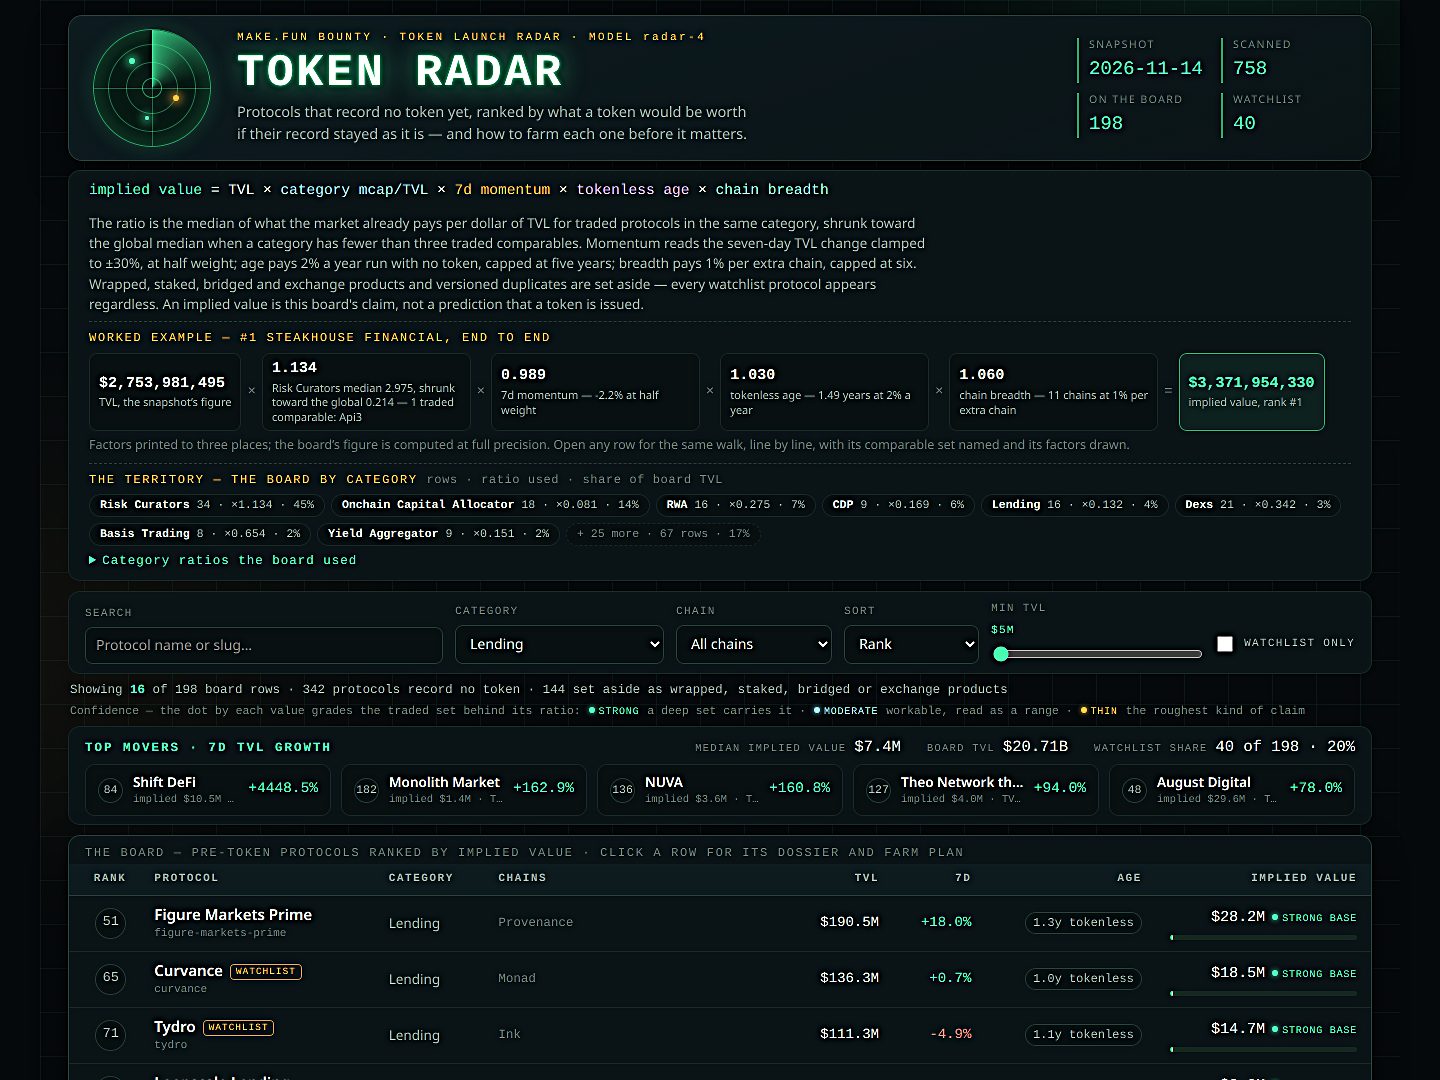 MAKE.FUN BOUNTY · TOKEN LAUNCH RADAR · MODEL radar-4
TOKEN RADAR
Protocols that record no token yet, ranked by what a token would be worth
if their record stayed as it is — and how to farm each one before it matters.
SNAPSHOT
2026-11-14
SCANNED
758
ON THE BOARD
198
WATCHLIST
40
implied value = TVL × category mcap/TVL × 7d momentum × tokenless age × chain breadth
The ratio is the median of what the market already pays per dollar of TVL for traded protocols in the same category, shrunk toward
the global median when a category has fewer than three traded comparables. Momentum reads the seven-day TVL change clamped
to ±30%, at half weight; age pays 2% a year run with no token, capped at five years; breadth pays 1% per extra chain, capped at six.
Wrapped, staked, bridged and exchange products and versioned duplicates are set aside — every watchlist protocol appears
regardless. An implied value is this board's claim, not a prediction that a token is issued.
WORKED EXAMPLE — #1 STEAKHOUSE FINANCIAL, END TO END
$2,753,981,495
TVL, the snapshot's figure
×
1.134
Risk Curators median 2.975, shrunk
toward the global 0.214 — 1 traded
comparable: Api3
×
0.989
7d momentum — -2.2% at half
weight
×
1.030
tokenless age — 1.49 years at 2% a
year
×
1.060
chain breadth — 11 chains at 1% per
extra chain
=
$3,371,954,330
implied value, rank #1
Factors printed to three places; the board's figure is computed at full precision. Open any row for the same walk, line by line, with its comparable set named and its factors drawn.
THE TERRITORY — THE BOARD BY CATEGORY rows · ratio used · share of board TVL
Risk Curators 34 · ×1.134 · 45%
Onchain Capital Allocator 18 · ×0.081 · 14%
RWA 16 · ×0.275 · 7%
CDP 9 · ×0.169 · 6%
Lending 16 · ×0.132 · 4%
Dexs 21 · ×0.342 · 3%
Basis Trading 8 · ×0.654 · 2%
Yield Aggregator 9 · ×0.151 · 2%
+ 25 more · 67 rows · 17%
▶ Category ratios the board used
SEARCH
Protocol name or slug...
CATEGORY
Lending
CHAIN
All chains
SORT
Rank
MIN TVL
$5M
WATCHLIST ONLY
Showing 16 of 198 board rows · 342 protocols record no token · 144 set aside as wrapped, staked, bridged or exchange products
Confidence — the dot by each value grades the traded set behind its ratio: STRONG a deep set carries it · MODERATE workable, read as a range · THIN the roughest kind of claim
TOP MOVERS · 7D TVL GROWTH
MEDIAN IMPLIED VALUE $7.4M
BOARD TVL $20.71B
WATCHLIST SHARE 40 of 198 · 20%
84
Shift DeFi
implied $10.5M …
+4448.5%
182
Monolith Market
implied $1.4M · T…
+162.9%
136
NUVA
implied $3.6M · T…
+160.8%
127
Theo Network th...
implied $4.0M · TV…
+94.0%
48
August Digital
implied $29.6M · T…
+78.0%
THE BOARD — PRE-TOKEN PROTOCOLS RANKED BY IMPLIED VALUE · CLICK A ROW FOR ITS DOSSIER AND FARM PLAN
RANK PROTOCOL CATEGORY CHAINS TVL 7D AGE IMPLIED VALUE
51 Figure Markets Prime Lending Provenance $190.5M +18.0% 1.3y tokenless $28.2M STRONG BASE
figure-markets-prime
65 Curvance WATCHLIST Lending Monad $136.3M +0.7% 1.0y tokenless $18.5M STRONG BASE
curvance
71 Tydro WATCHLIST Lending Ink $111.3M -4.9% 1.1y tokenless $14.7M STRONG BASE
tydro